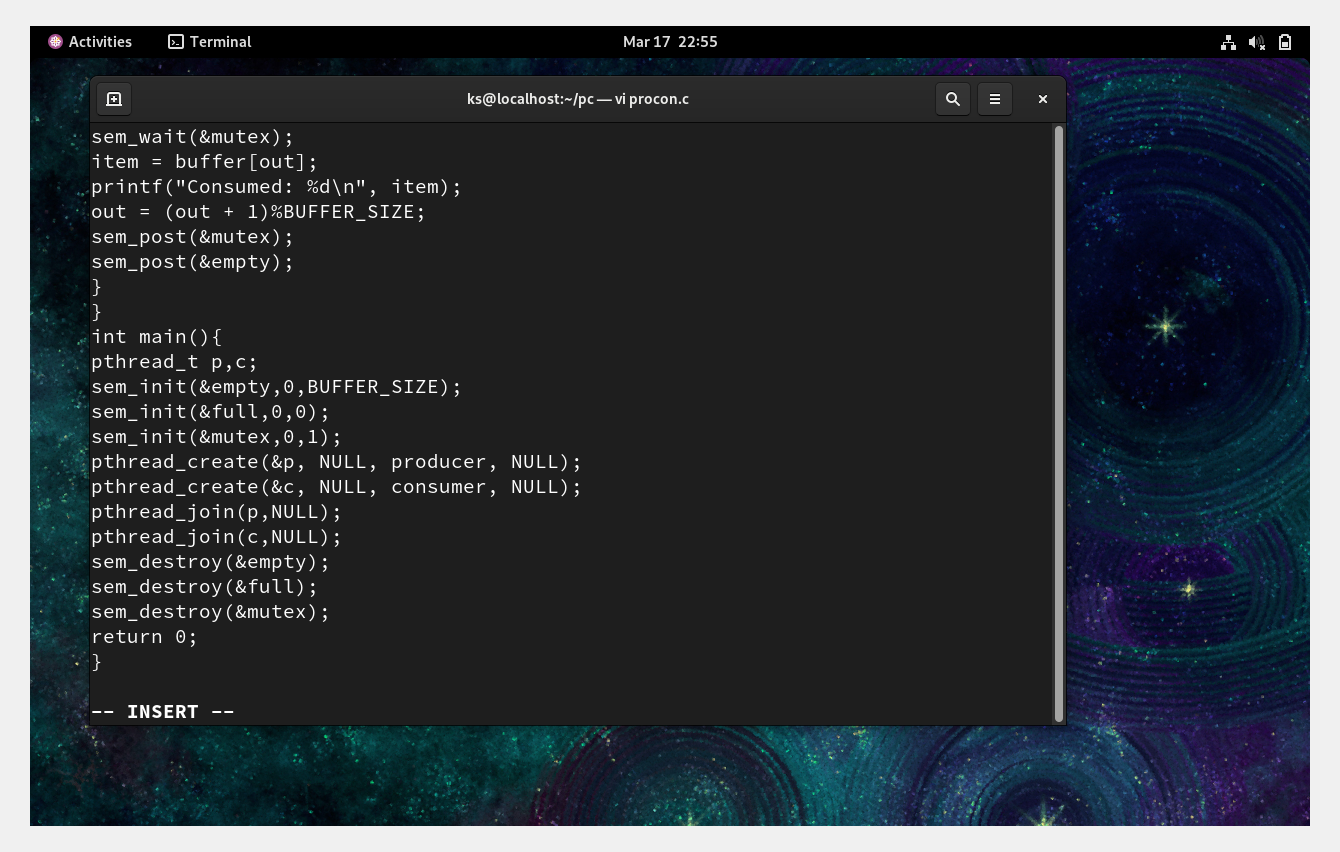 Activities Terminal Mar 17 22:55
ks@localhost:~/pc — vi procon.c
sem_wait(&mutex);
item = buffer[out];
printf("Consumed: %d\n", item);
out = (out + 1)%BUFFER_SIZE;
sem_post(&mutex);
sem_post(&empty);
}
}
int main(){
pthread_t p,c;
sem_init(&empty,0,BUFFER_SIZE);
sem_init(&full,0,0);
sem_init(&mutex,0,1);
pthread_create(&p, NULL, producer, NULL);
pthread_create(&c, NULL, consumer, NULL);
pthread_join(p,NULL);
pthread_join(c,NULL);
sem_destroy(&empty);
sem_destroy(&full);
sem_destroy(&mutex);
return 0;
}
-- INSERT --